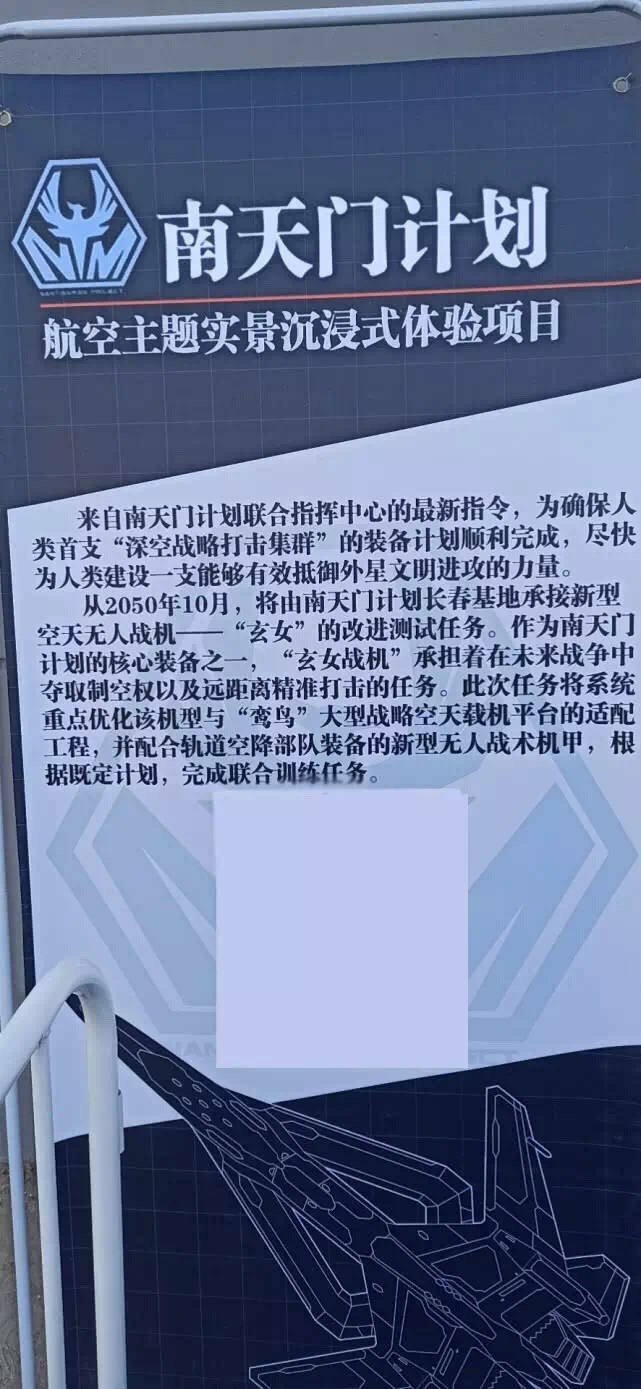 NTM
南天门计划
航空主题实景沉浸式体验项目
来自南天门计划联合指挥中心的最新指令，为确保人
类首支“深空战略打击集群”的装备计划顺利完成，尽快
为人类建设一支能够有效抵御外星文明进攻的力量。
从2050年10月，将由南天门计划长春基地承接新型
空天无人战机——“玄女”的改进测试任务。作为南天门
计划的核心装备之一，“玄女战机”承担着在未来战争中
夺取制空权以及远距离精准打击的任务。此次任务将系统
重点优化该机型与“鸾鸟”大型战略空天载机平台的适配
工程，并配合轨道空降部队装备的新型无人战术机甲，根
据既定计划，完成联合训练任务。